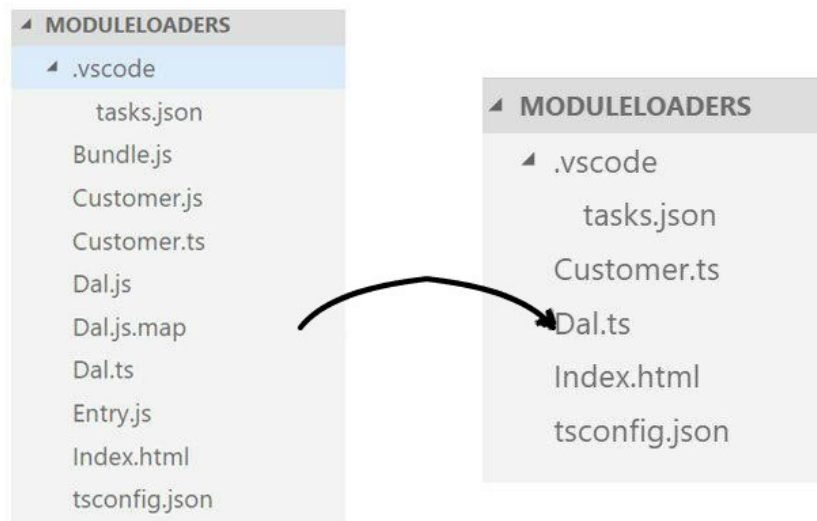 MODULELOADERS
.vscode
tasks.json
Bundle.js
Customer.js
Customer.ts
Dal.js
Dal.js.map
Dal.ts
Entry.js
Index.html
tsconfig.json
MODULELOADERS
.vscode
tasks.json
Customer.ts
Dal.ts
Index.html
tsconfig.json